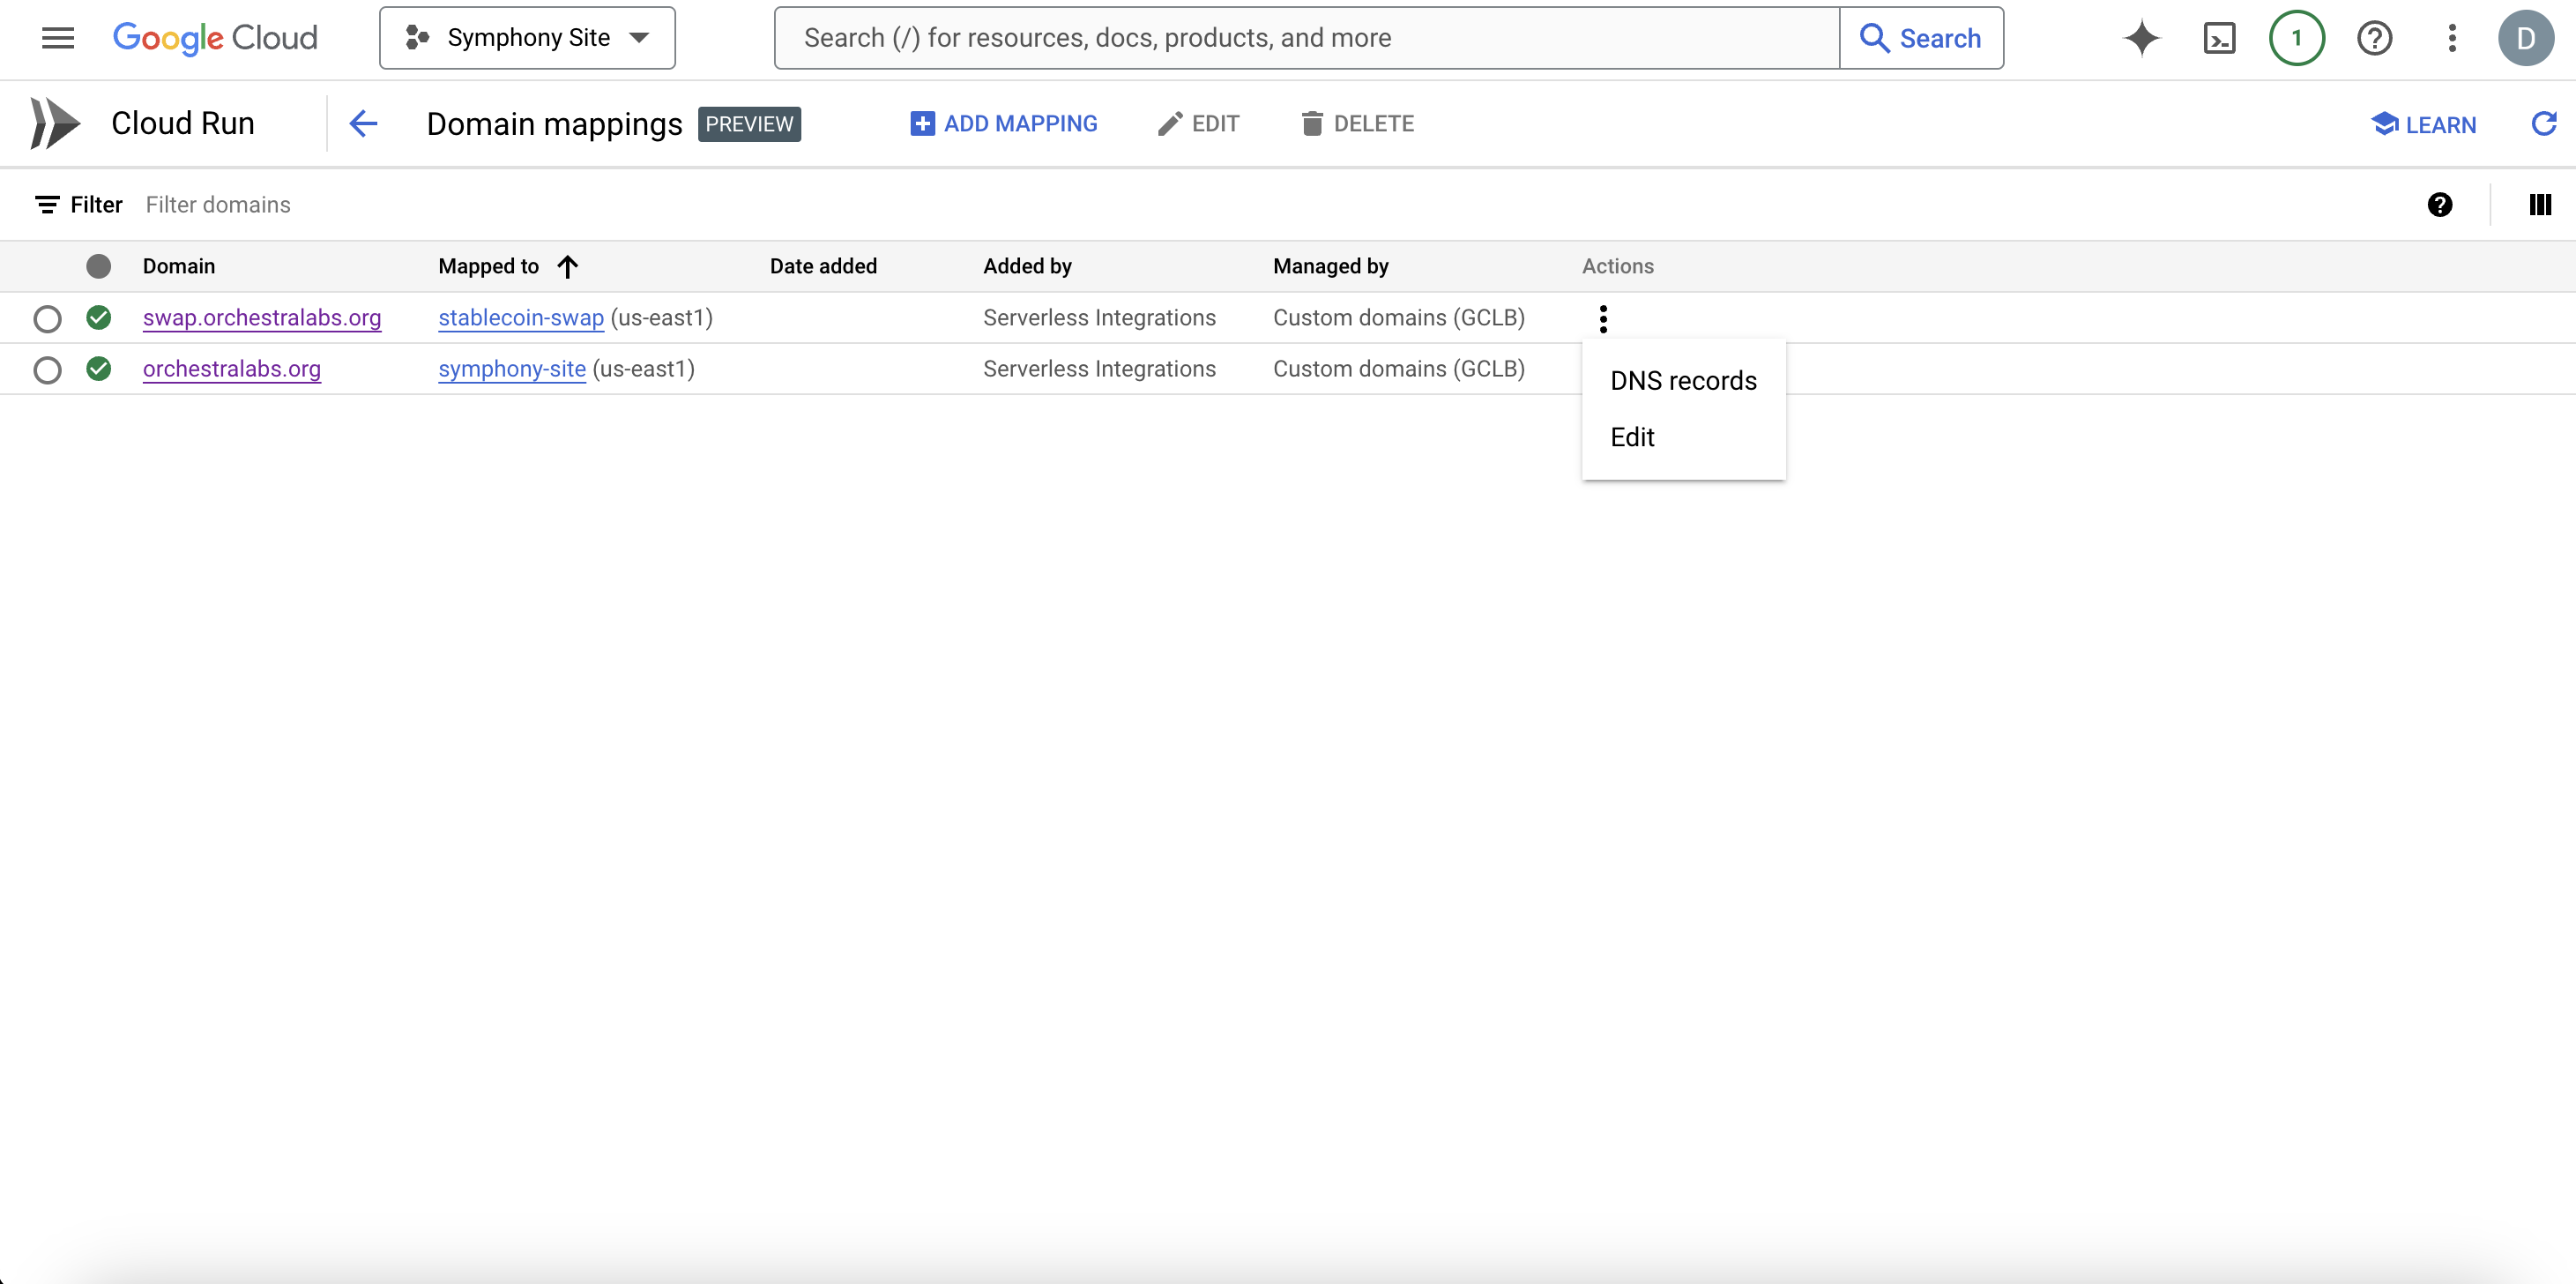 Google Cloud
Symphony Site
Search (/) for resources, docs, products, and more
Search
1
D
Cloud Run
Domain mappings
PREVIEW
ADD MAPPING
EDIT
DELETE
LEARN
Filter
Filter domains
Domain
Mapped to
Date added
Added by
Managed by
Actions
swap.orchestralabs.org
stablecoin-swap (us-east1)
Serverless Integrations
Custom domains (GCLB)
orchestralabs.org
symphony-site (us-east1)
Serverless Integrations
Custom domains (GCLB)
DNS records
Edit